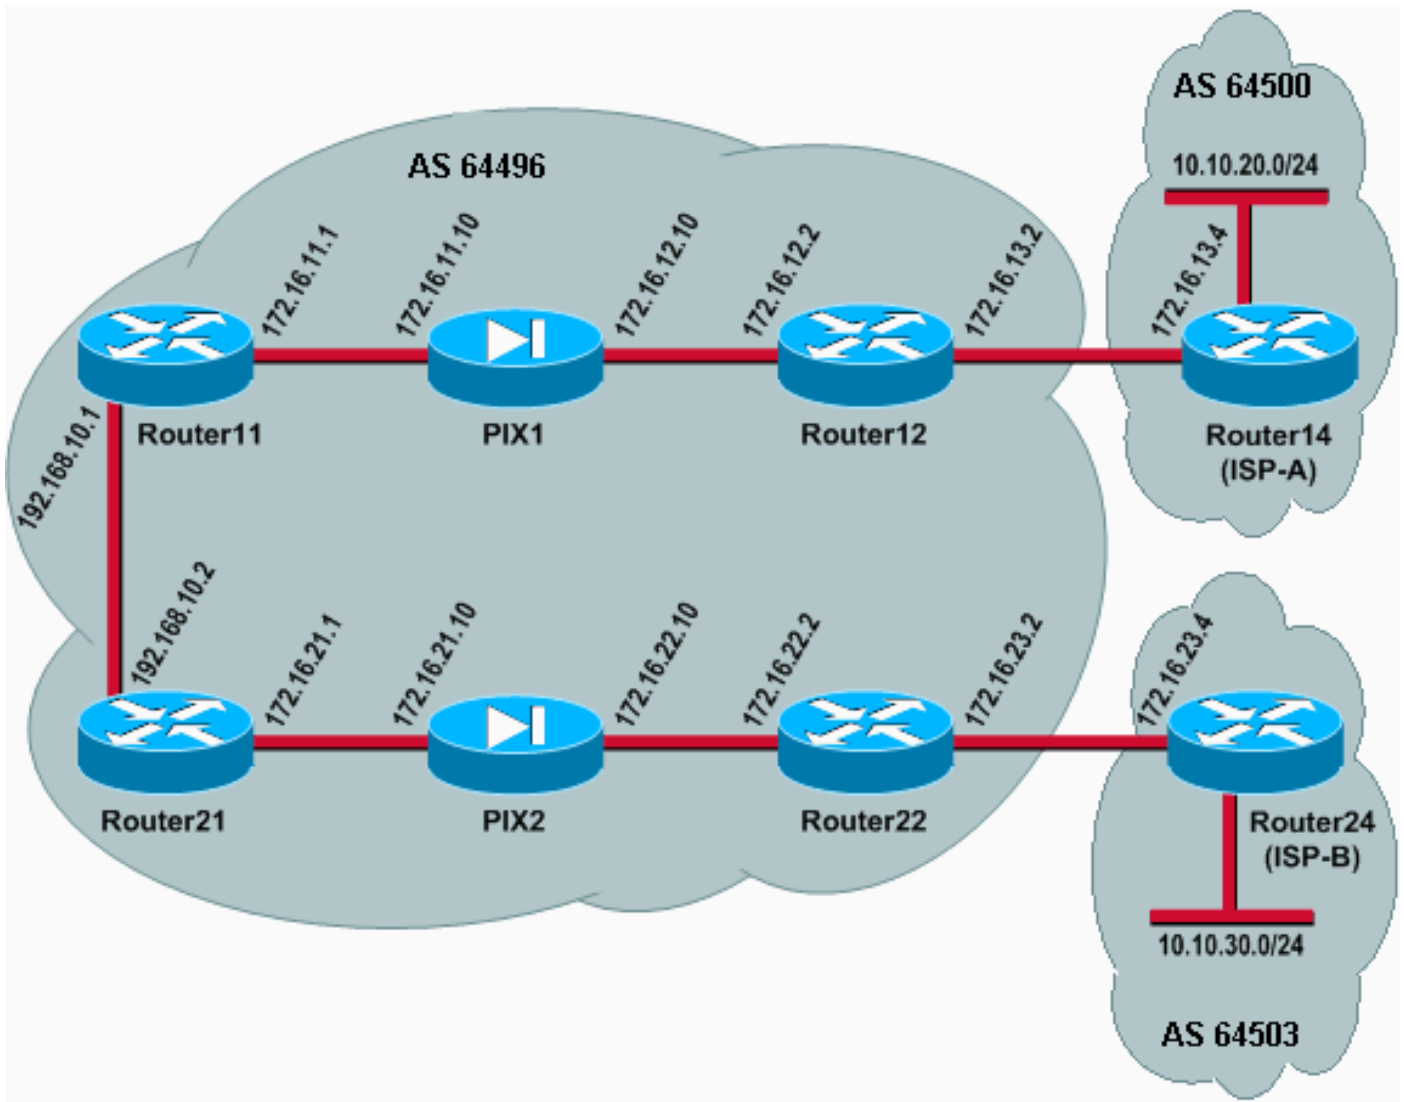 AS 64500
10.10.20.0/24
AS 64496
172.16.11.1
172.16.11.10
172.16.12.10
172.16.12.2
172.16.13.2
172.16.13.4
Router11
PIX1
Router12
Router14
(ISP-A)
192.168.10.1
192.168.10.2
172.16.21.1
172.16.21.10
172.16.22.10
172.16.22.2
172.16.23.2
172.16.23.4
Router21
PIX2
Router22
Router24
(ISP-B)
10.10.30.0/24
AS 64503